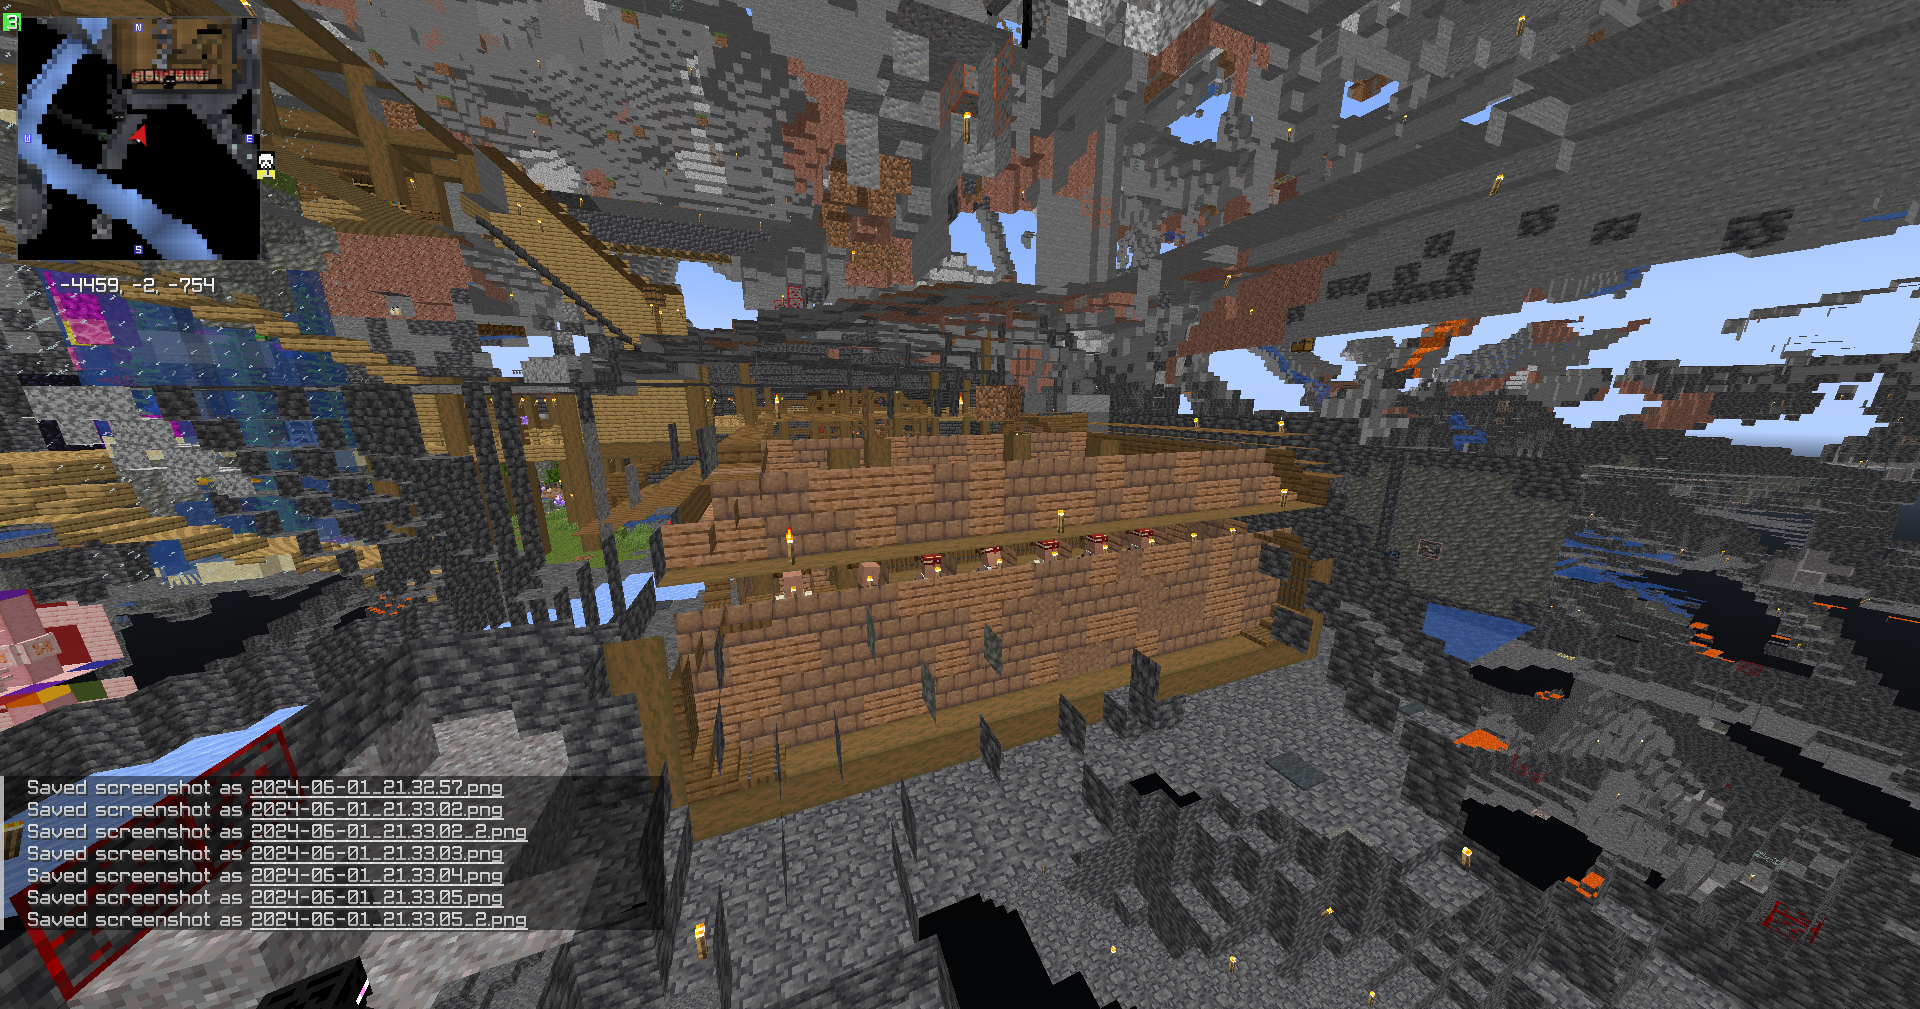 3
N
W
E
S
-4459, -2, -754
Saved screenshot as 2024-06-01_21.32.57.png
Saved screenshot as 2024-06-01_21.33.02.png
Saved screenshot as 2024-06-01_21.33.02_2.png
Saved screenshot as 2024-06-01_21.33.03.png
Saved screenshot as 2024-06-01_21.33.04.png
Saved screenshot as 2024-06-01_21.33.05.png
Saved screenshot as 2024-06-01_21.33.05_2.png